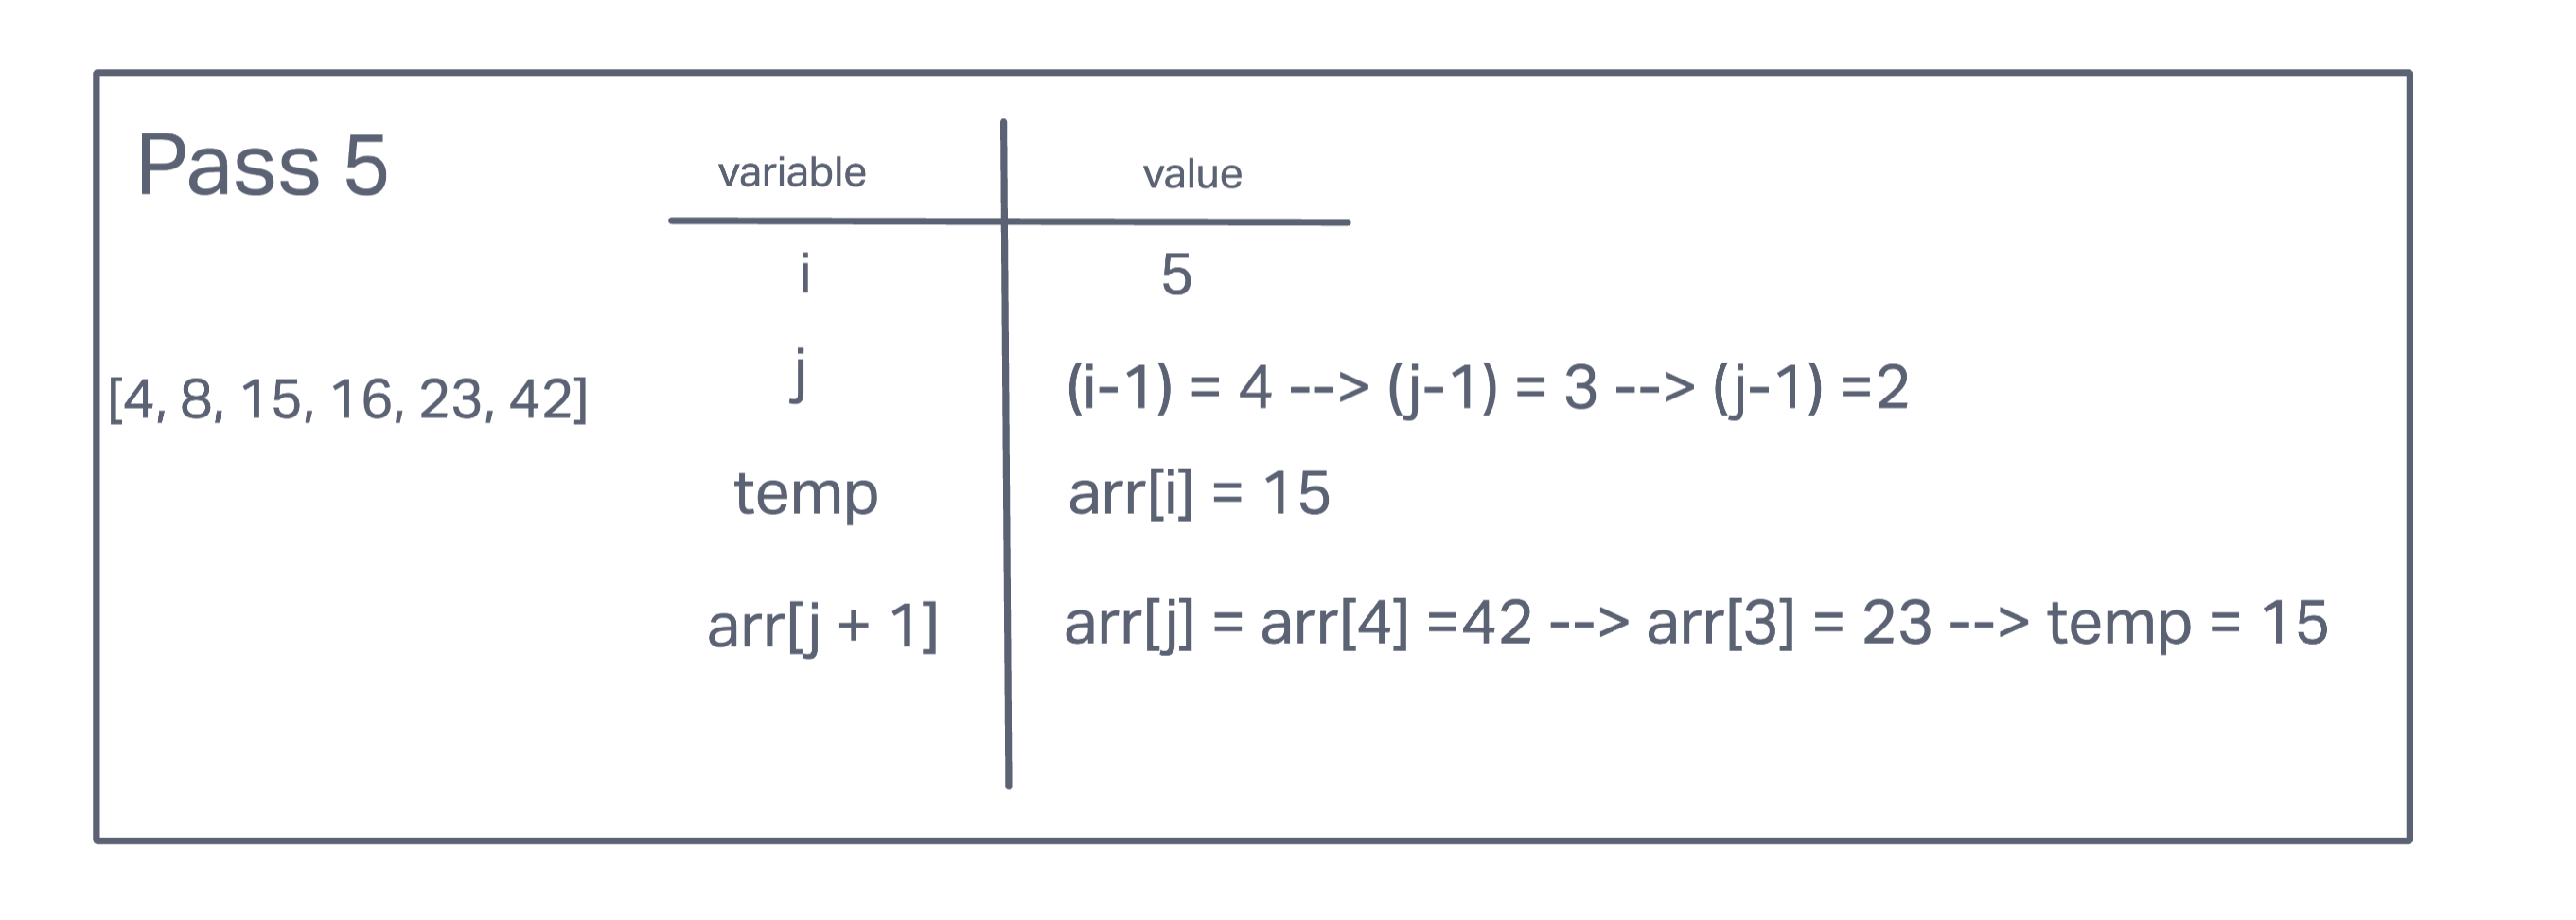 Pass 5
variable value
i 5
j (i-1) = 4 --> (j-1) = 3 --> (j-1) =2
[4, 8, 15, 16, 23, 42]
temp arr[i] = 15
arr[j + 1] arr[j] = arr[4] =42 --> arr[3] = 23 --> temp = 15